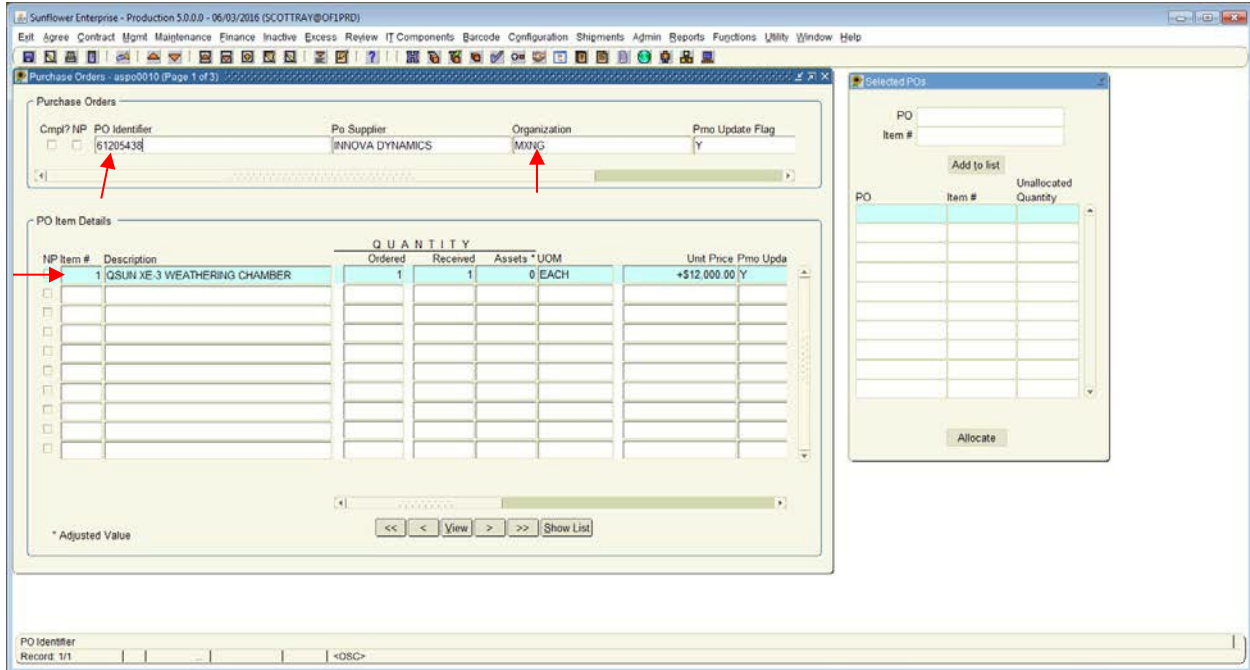 Sunflower Enterprise - Production 5.0.0.0 - 06/03/2016 (SCOTTRAY@OF1PRD)
Exit Agree Contract Mgmt Maintenance Finance Inactive Excess Review IT Components Barcode Configuration Shipments Admin Reports Functions Utility Window Help
Purchase Orders - aspo0010 (Page 1 of 3)
Purchase Orders
Cmpl? NP PO Identifier Po Supplier Organization Prno Update Flag
61205438 INNOVA DYNAMICS MXNG Y
PO Item Details
QUANTITY
NP Item # Description Ordered Received Assets * UOM Unit Price Prno Upda
1 QSUN XE-3 WEATHERING CHAMBER 1 1 0 EACH +$12,000.00 Y
<< < View > >> Show List
* Adjusted Value
Selected POs
PO
Item #
Add to list
Unallocated
PO Item # Quantity
Allocate
PO Identifier
Record: 1/1 ... <OSC>